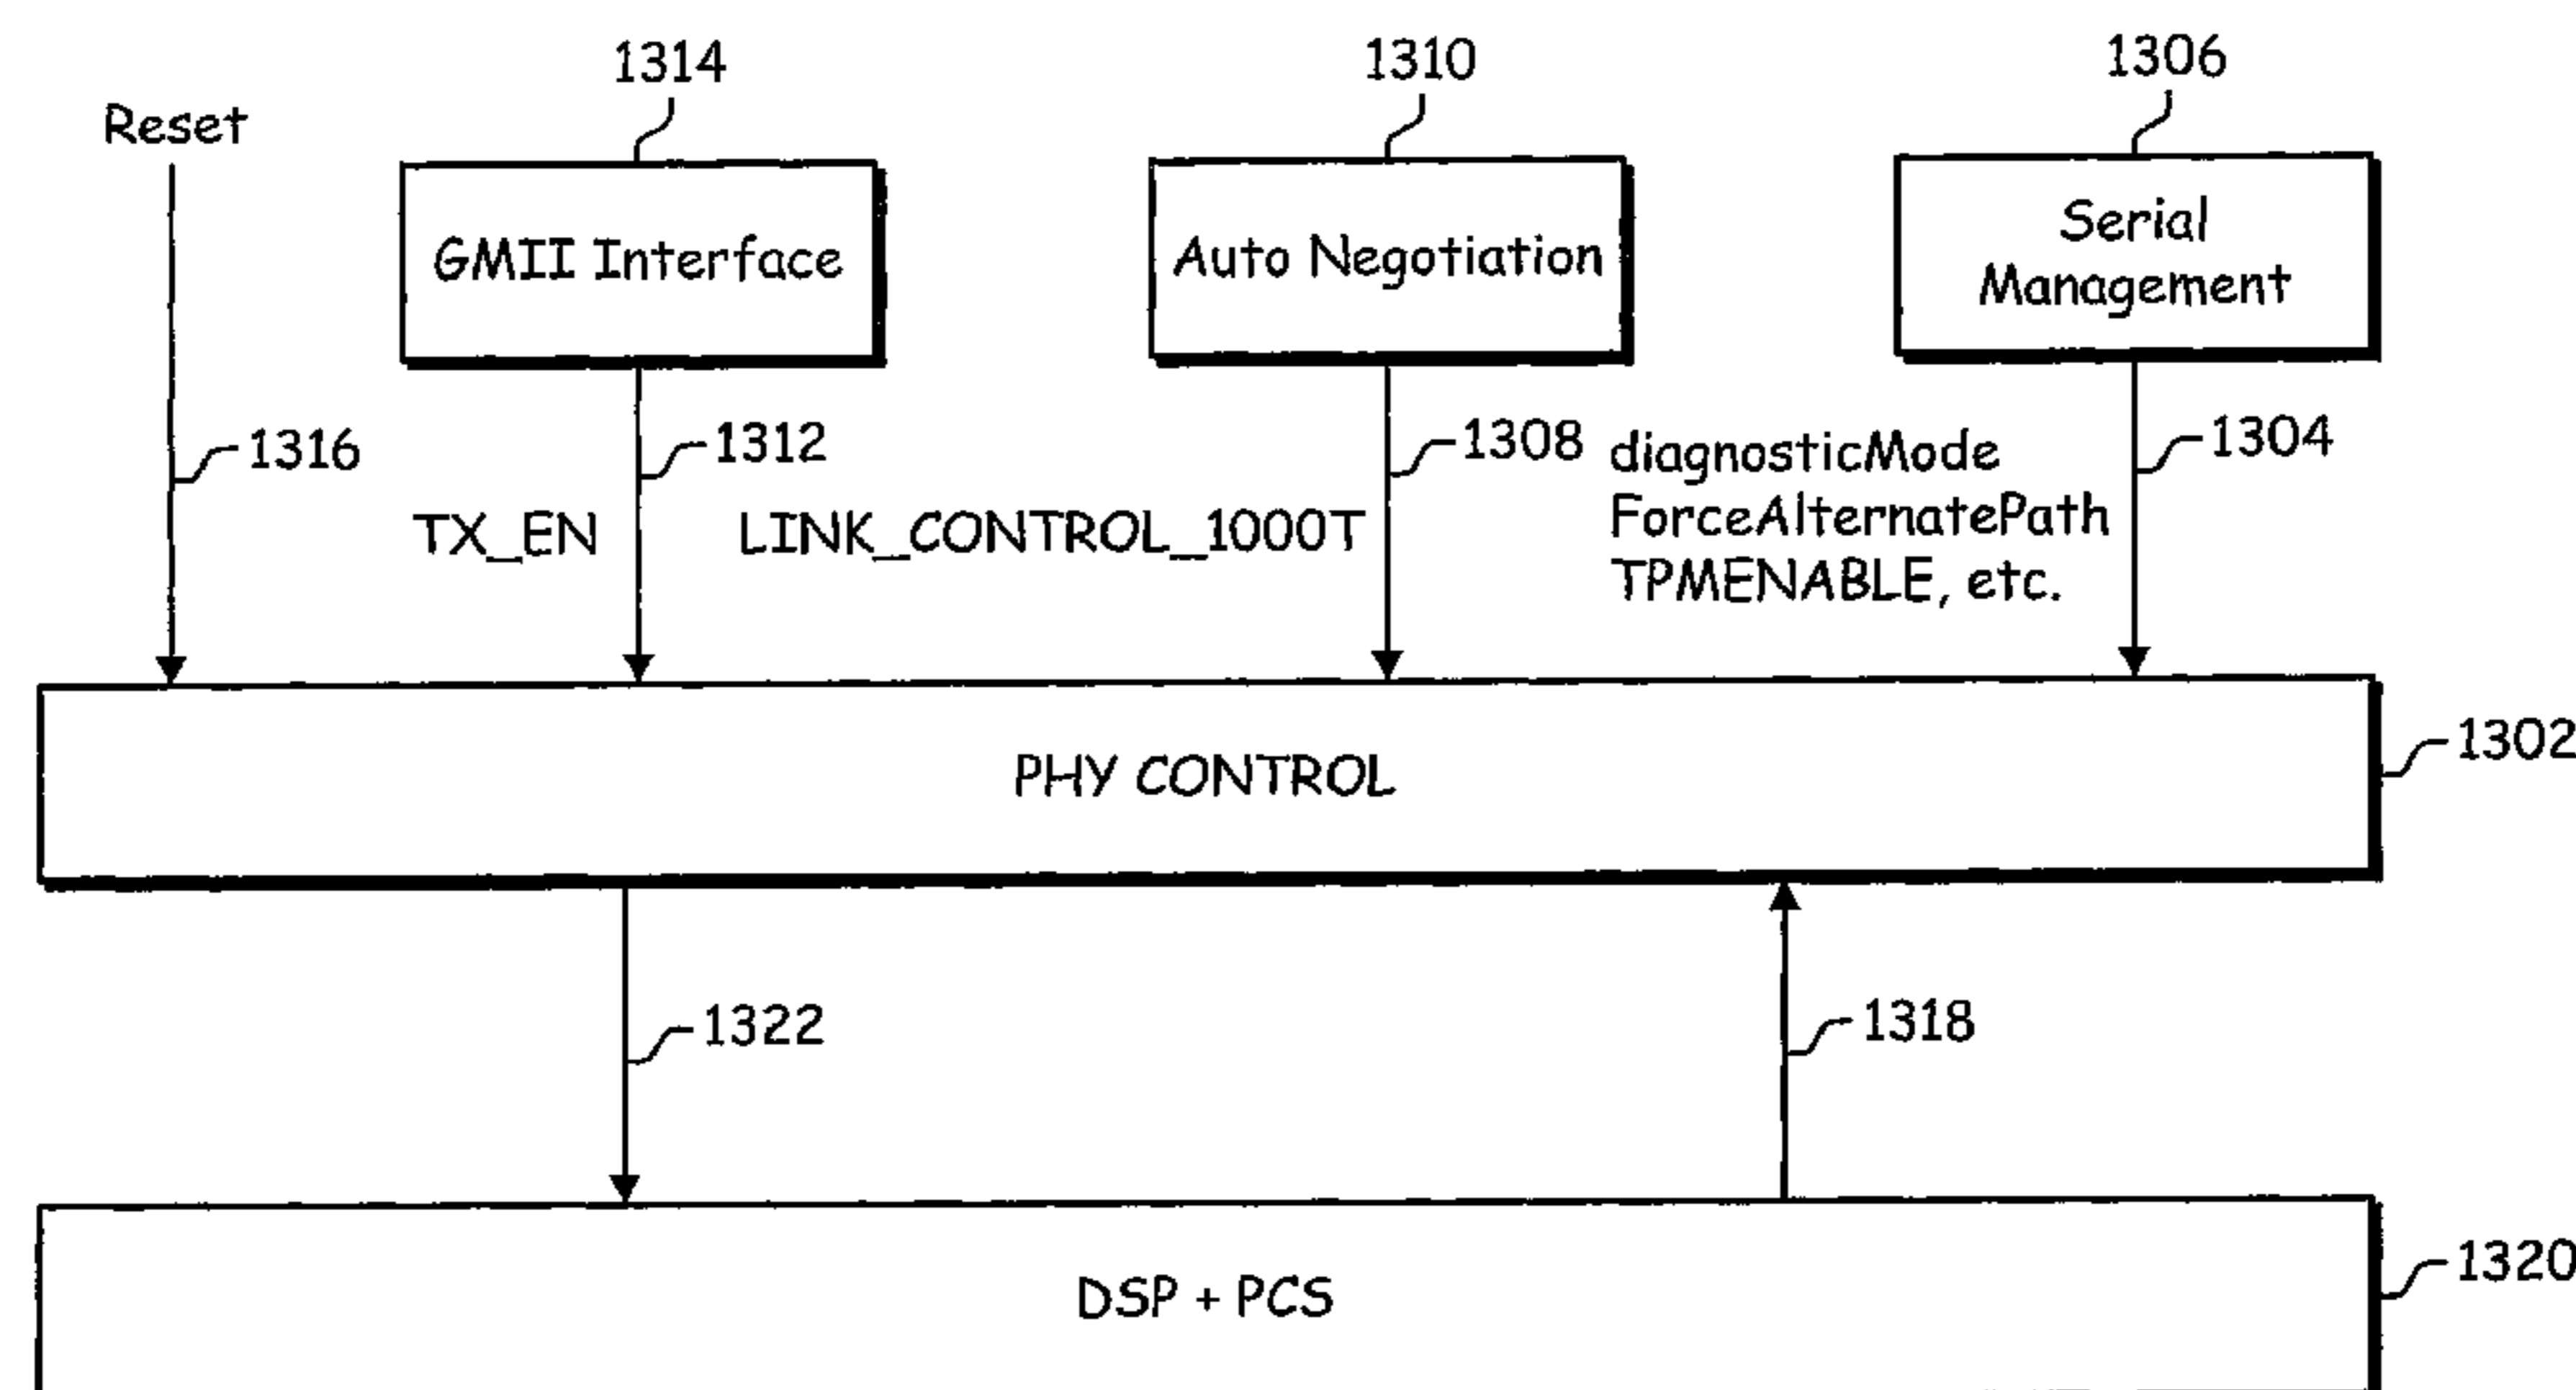 1314
1310
1306
Reset
GMII Interface
Auto Negotiation
Serial
Management
1316
1312
1308
1304
TX_EN
LINK_CONTROL_1000T
diagnosticMode
ForceAlternatePath
TPMENABLE, etc.
PHY CONTROL
1302
1322
1318
DSP + PCS
1320